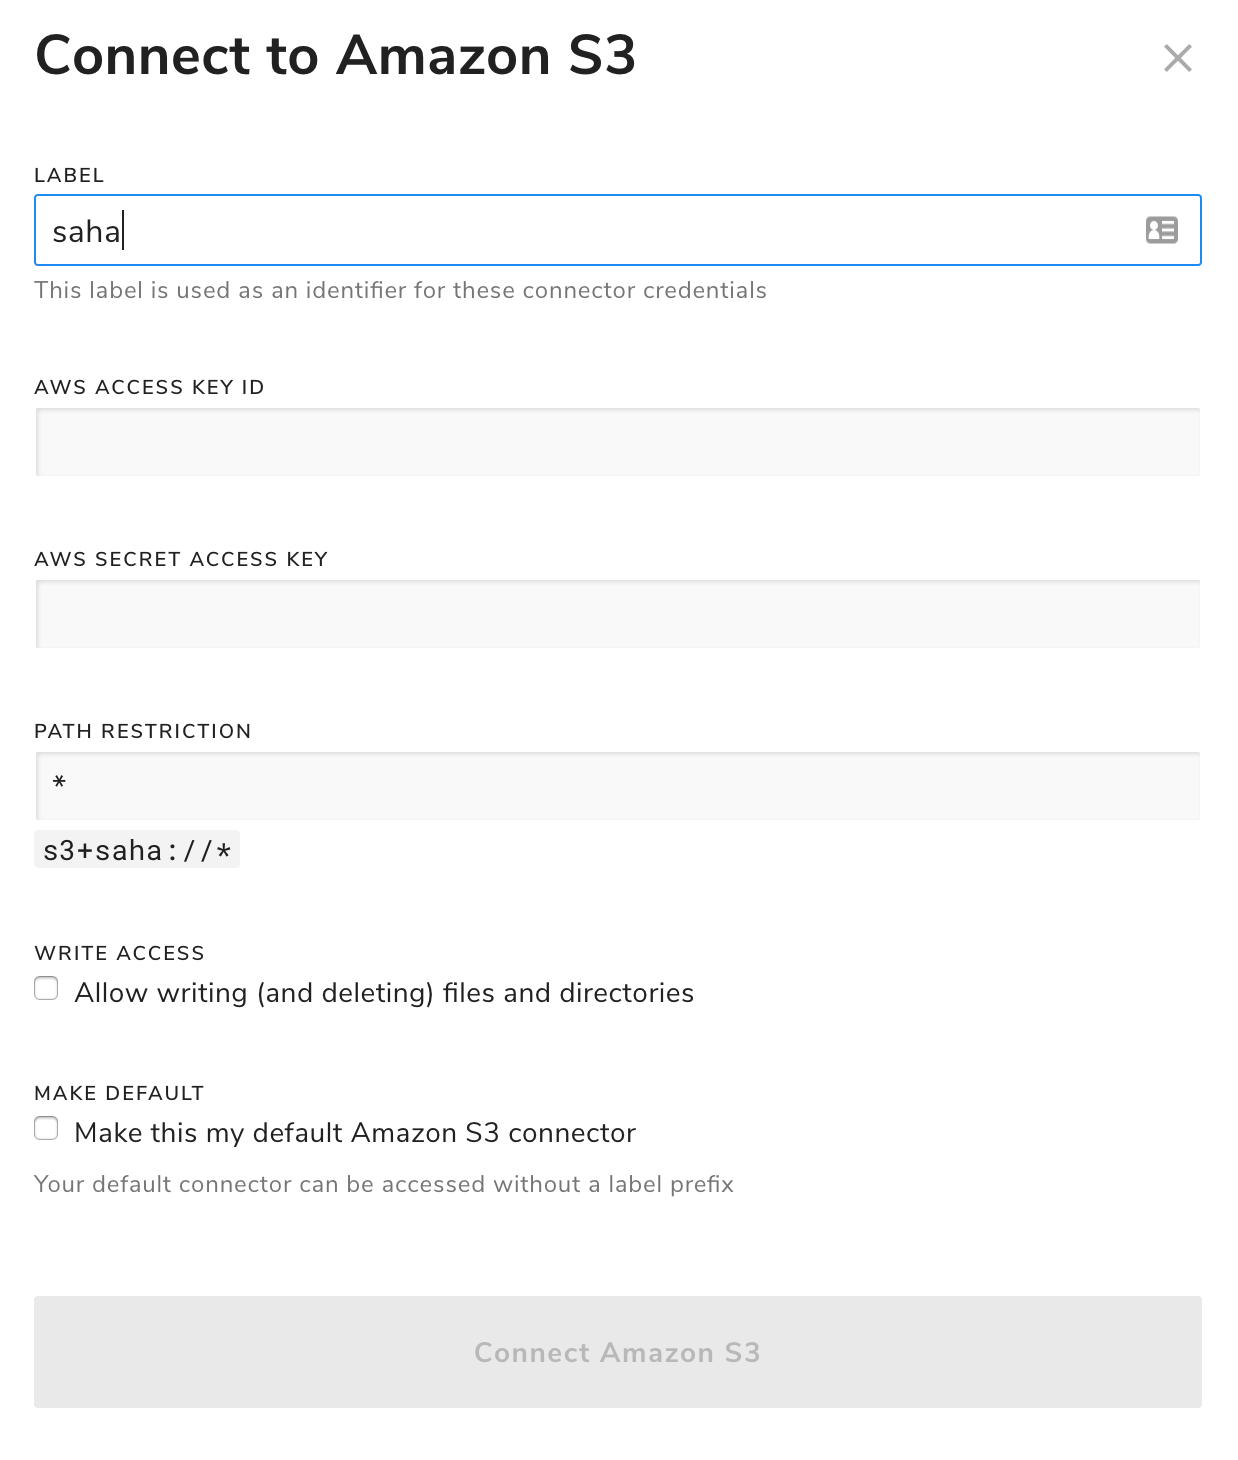 Connect to Amazon S3
LABEL
saha
This label is used as an identifier for these connector credentials
AWS ACCESS KEY ID
AWS SECRET ACCESS KEY
PATH RESTRICTION
*
s3+saha://*
WRITE ACCESS
Allow writing (and deleting) files and directories
MAKE DEFAULT
Make this my default Amazon S3 connector
Your default connector can be accessed without a label prefix
Connect Amazon S3